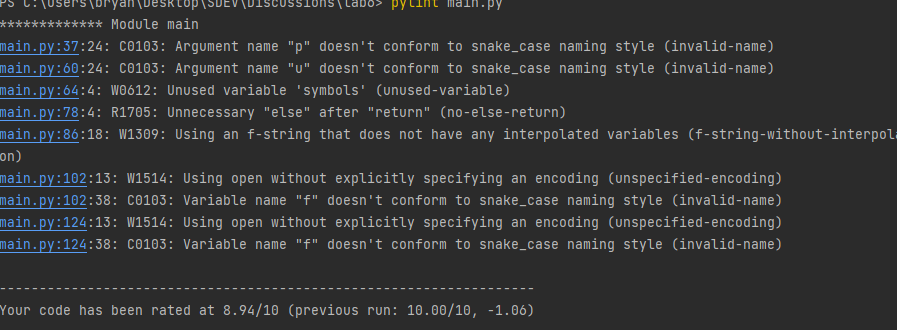 PS C:\Users\bryan\Desktop\SDEV\Discussions\lab8> pylint main.py
************* Module main
main.py:37:24: C0103: Argument name "p" doesn't conform to snake_case naming style (invalid-name)
main.py:60:24: C0103: Argument name "u" doesn't conform to snake_case naming style (invalid-name)
main.py:64:4: W0612: Unused variable 'symbols' (unused-variable)
main.py:78:4: R1705: Unnecessary "else" after "return" (no-else-return)
main.py:86:18: W1309: Using an f-string that does not have any interpolated variables (f-string-without-interpola
on)
main.py:102:13: W1514: Using open without explicitly specifying an encoding (unspecified-encoding)
main.py:102:38: C0103: Variable name "f" doesn't conform to snake_case naming style (invalid-name)
main.py:124:13: W1514: Using open without explicitly specifying an encoding (unspecified-encoding)
main.py:124:38: C0103: Variable name "f" doesn't conform to snake_case naming style (invalid-name)
-------------------------------------------------------------------
Your code has been rated at 8.94/10 (previous run: 10.00/10, -1.06)